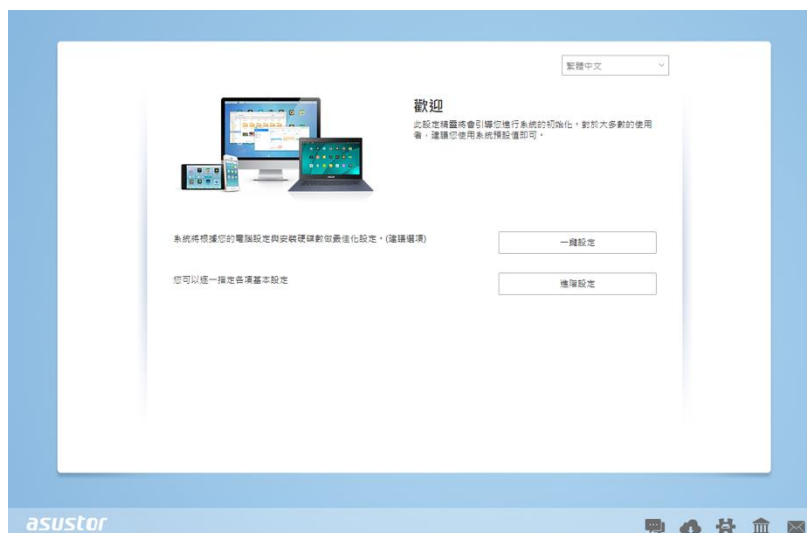 繁體中文
歡迎
此設定精靈將會引導您進行系統的初始化。對於大多數的使用
者，建議您使用系統預設值即可。
系統將根據您的電腦設定與安裝硬碟數做最佳化設定。(建議選項)
一鍵設定
您可以逐一指定各項基本設定
進階設定
asustor